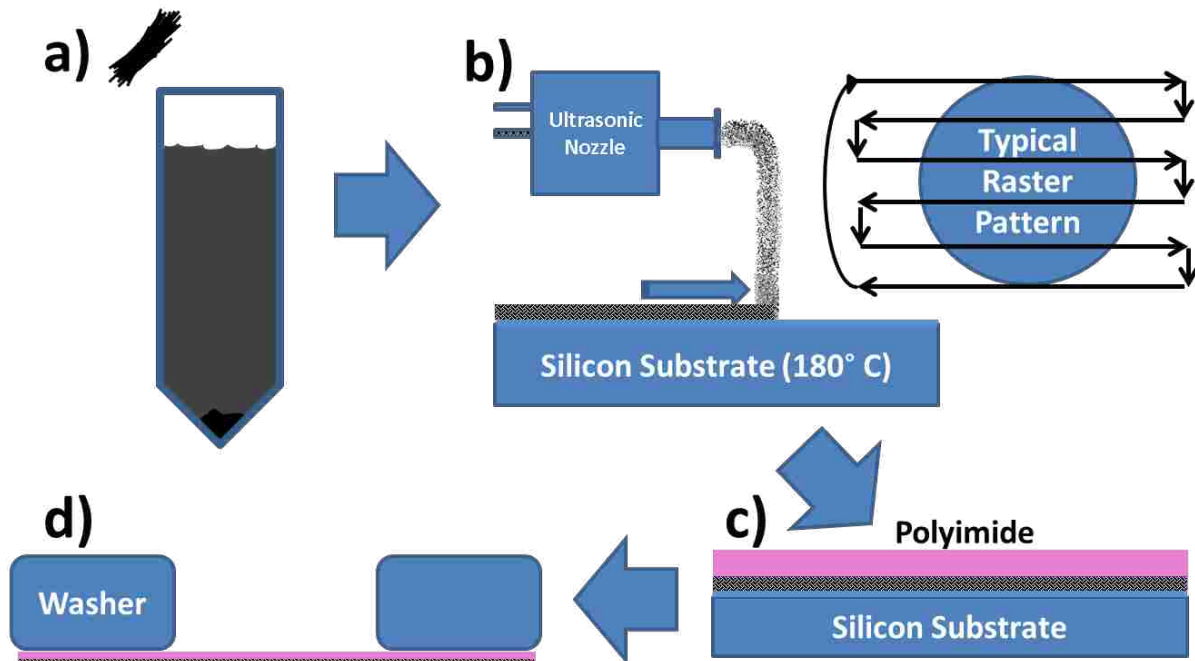 a)
b)
Ultrasonic
Nozzle
Typical
Raster
Pattern
Silicon Substrate (180° C)
c)
Polyimide
Silicon Substrate
d)
Washer